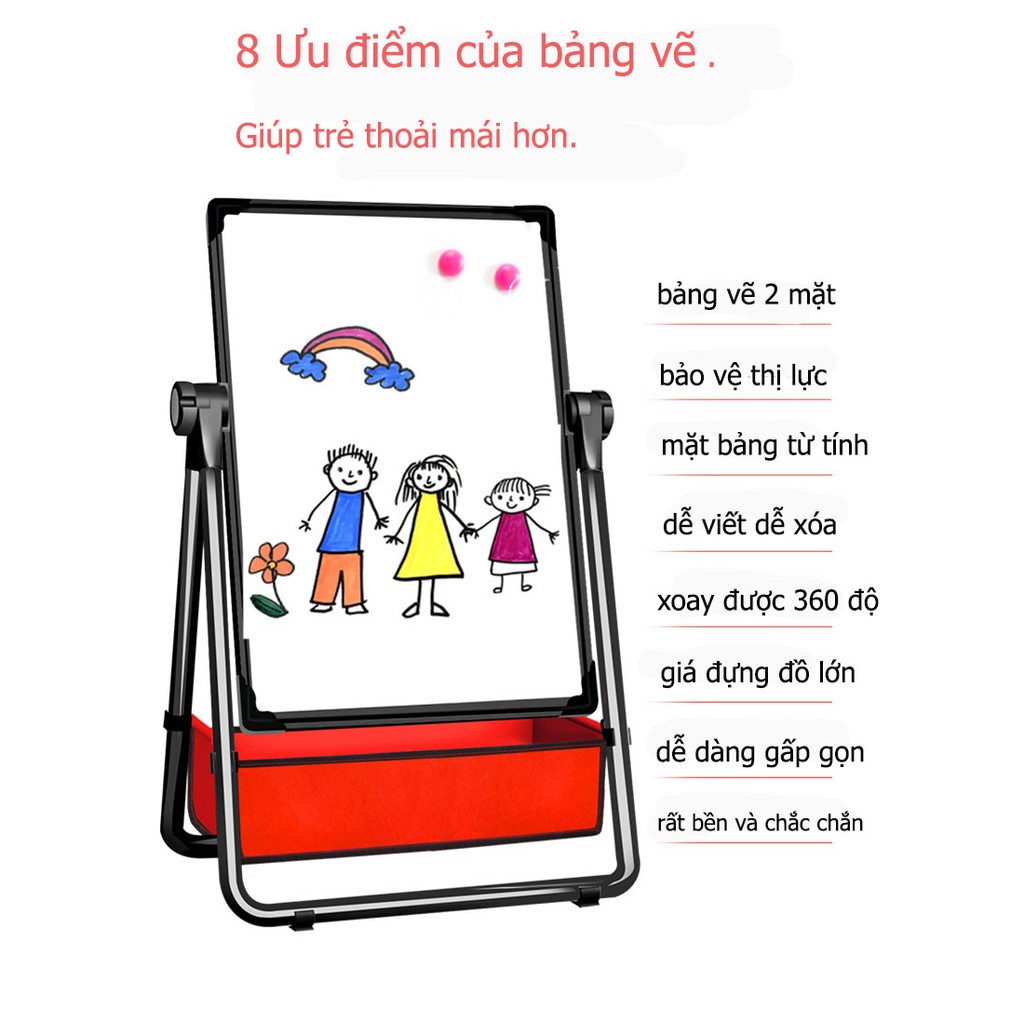 8 Ưu điểm của bảng vẽ .
Giúp trẻ thoải mái hơn.
bảng vẽ 2 mặt
bảo vệ thị lực
mặt bảng từ tính
dễ viết dễ xóa
xoay được 360 độ
giá đựng đồ lớn
dễ dàng gấp gọn
rất bền và chắc chắn